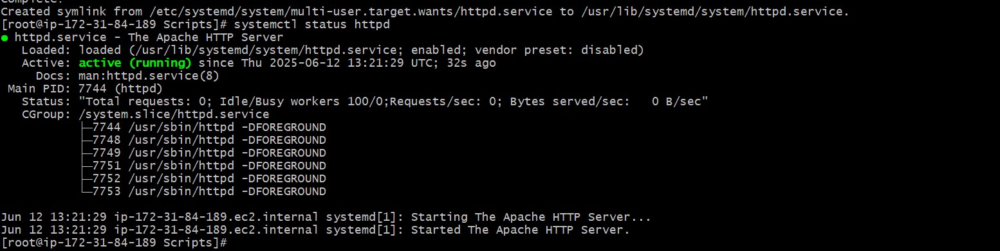 Complete!
Created symlink from /etc/systemd/system/multi-user.target.wants/httpd.service to /usr/lib/systemd/system/httpd.service.
[root@ip-172-31-84-189 Scripts]# systemctl status httpd
● httpd.service - The Apache HTTP Server
   Loaded: loaded (/usr/lib/systemd/system/httpd.service; enabled; vendor preset: disabled)
   Active: active (running) since Thu 2025-06-12 13:21:29 UTC; 32s ago
     Docs: man:httpd.service(8)
 Main PID: 7744 (httpd)
   Status: "Total requests: 0; Idle/Busy workers 100/0;Requests/sec: 0; Bytes served/sec:   0 B/sec"
   CGroup: /system.slice/httpd.service
           ├─7744 /usr/sbin/httpd -DFOREGROUND
           ├─7748 /usr/sbin/httpd -DFOREGROUND
           ├─7749 /usr/sbin/httpd -DFOREGROUND
           ├─7751 /usr/sbin/httpd -DFOREGROUND
           ├─7752 /usr/sbin/httpd -DFOREGROUND
           └─7753 /usr/sbin/httpd -DFOREGROUND

Jun 12 13:21:29 ip-172-31-84-189.ec2.internal systemd[1]: Starting The Apache HTTP Server...
Jun 12 13:21:29 ip-172-31-84-189.ec2.internal systemd[1]: Started The Apache HTTP Server.
[root@ip-172-31-84-189 Scripts]#